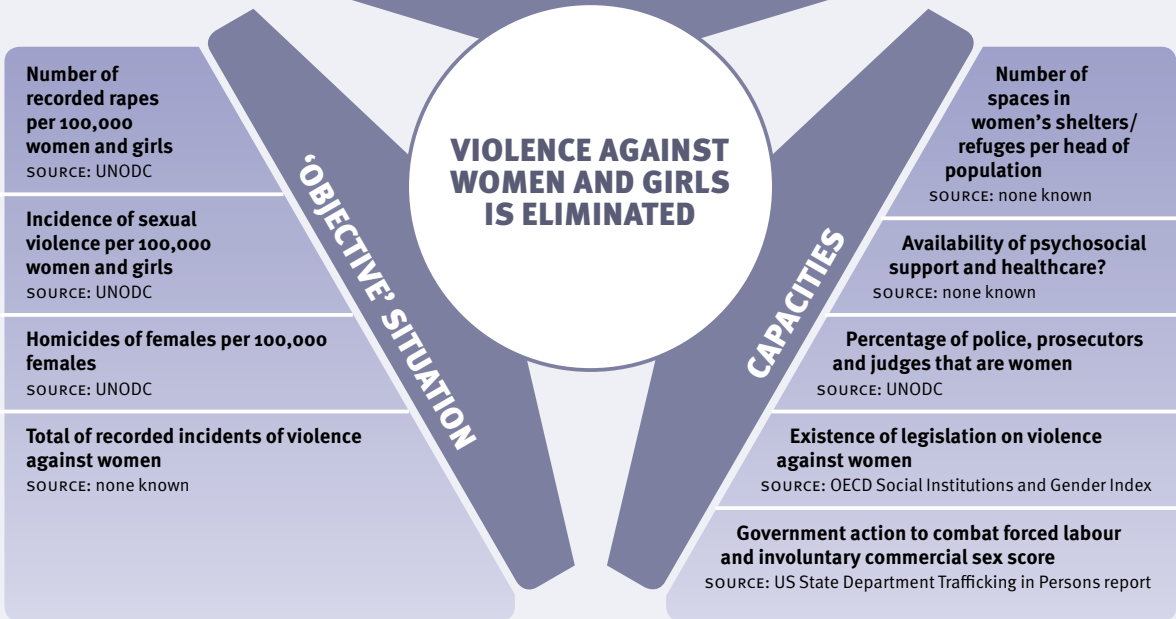 Number of
recorded rapes
per 100,000
women and girls
SOURCE: UNODC
Incidence of sexual
violence per 100,000
women and girls
SOURCE: UNODC
Homicides of females per 100,000
females
SOURCE: UNODC
Total of recorded incidents of violence
against women
SOURCE: none known
‘OBJECTIVE’ SITUATION
VIOLENCE AGAINST
WOMEN AND GIRLS
IS ELIMINATED
CAPACITIES
Number of
spaces in
women’s shelters/
refuges per head of
population
SOURCE: none known
Availability of psychosocial
support and healthcare?
SOURCE: none known
Percentage of police, prosecutors
and judges that are women
SOURCE: UNODC
Existence of legislation on violence
against women
SOURCE: OECD Social Institutions and Gender Index
Government action to combat forced labour
and involuntary commercial sex score
SOURCE: US State Department Trafficking in Persons report